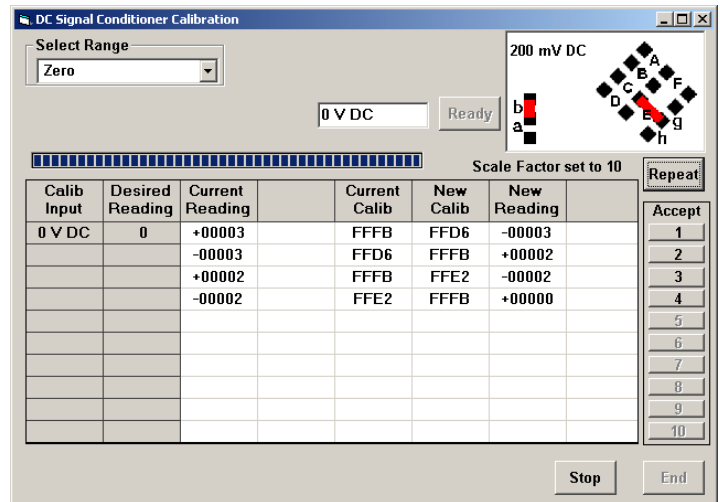 DC Signal Conditioner Calibration
Select Range
Zero
0 V DC
Ready
200 mV DC
A
B
C
D
E
F
g
h
b
a
Scale Factor set to 10
Repeat
Calib Input Desired Reading Current Reading Current Calib New Calib New Reading
0 V DC 0 +00003 FFFB FFD6 -00003
-00003 FFD6 FFFB +00002
+00002 FFFB FFE2 -00002
-00002 FFE2 FFFB +00000
Accept
1
2
3
4
5
6
7
8
9
10
Stop
End